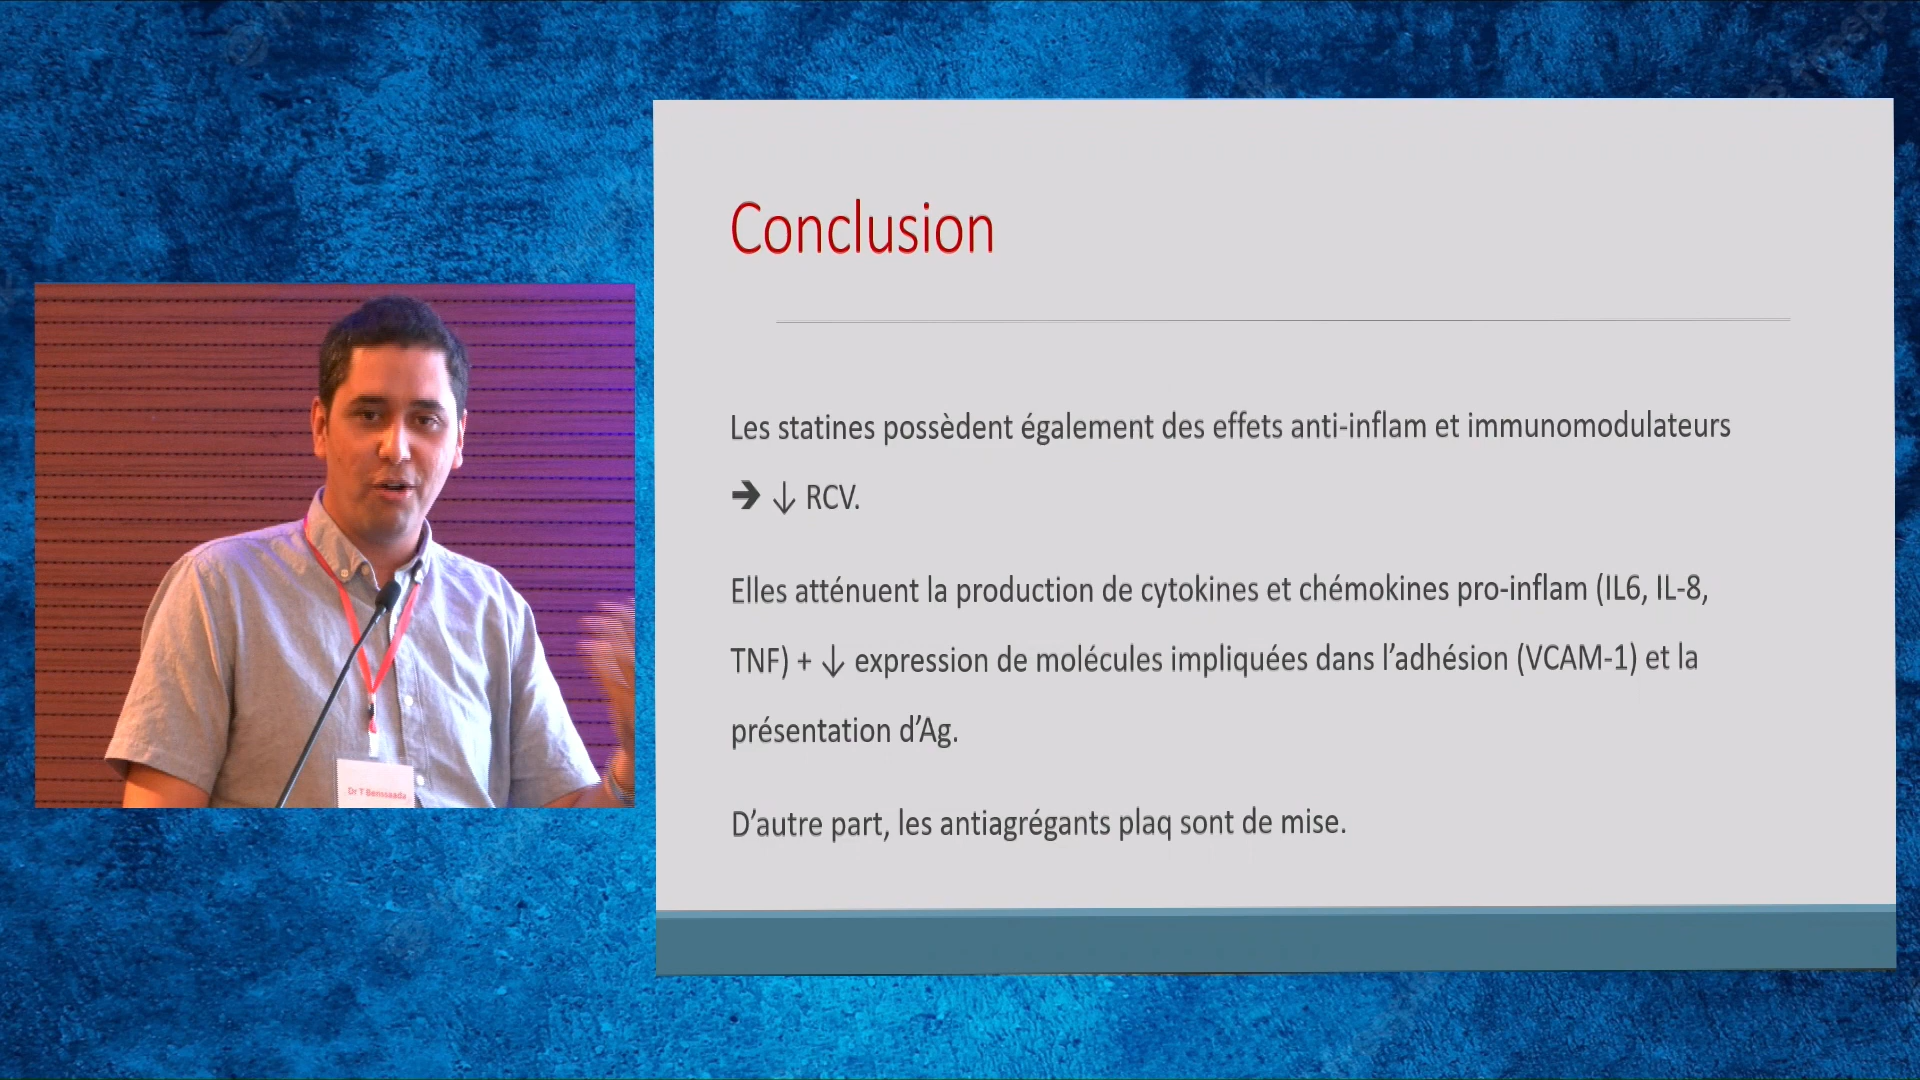 Conclusion
Les statines possèdent également des effets anti-inflam et immunomodulateurs
➔ ↓ RCV.
Elles atténuent la production de cytokines et chémokines pro-inflam (IL6, IL-8,
TNF) + ↓ expression de molécules impliquées dans l’adhésion (VCAM-1) et la
présentation d’Ag.
D’autre part, les antiagrégants plaq sont de mise.
Dr T Bensaada